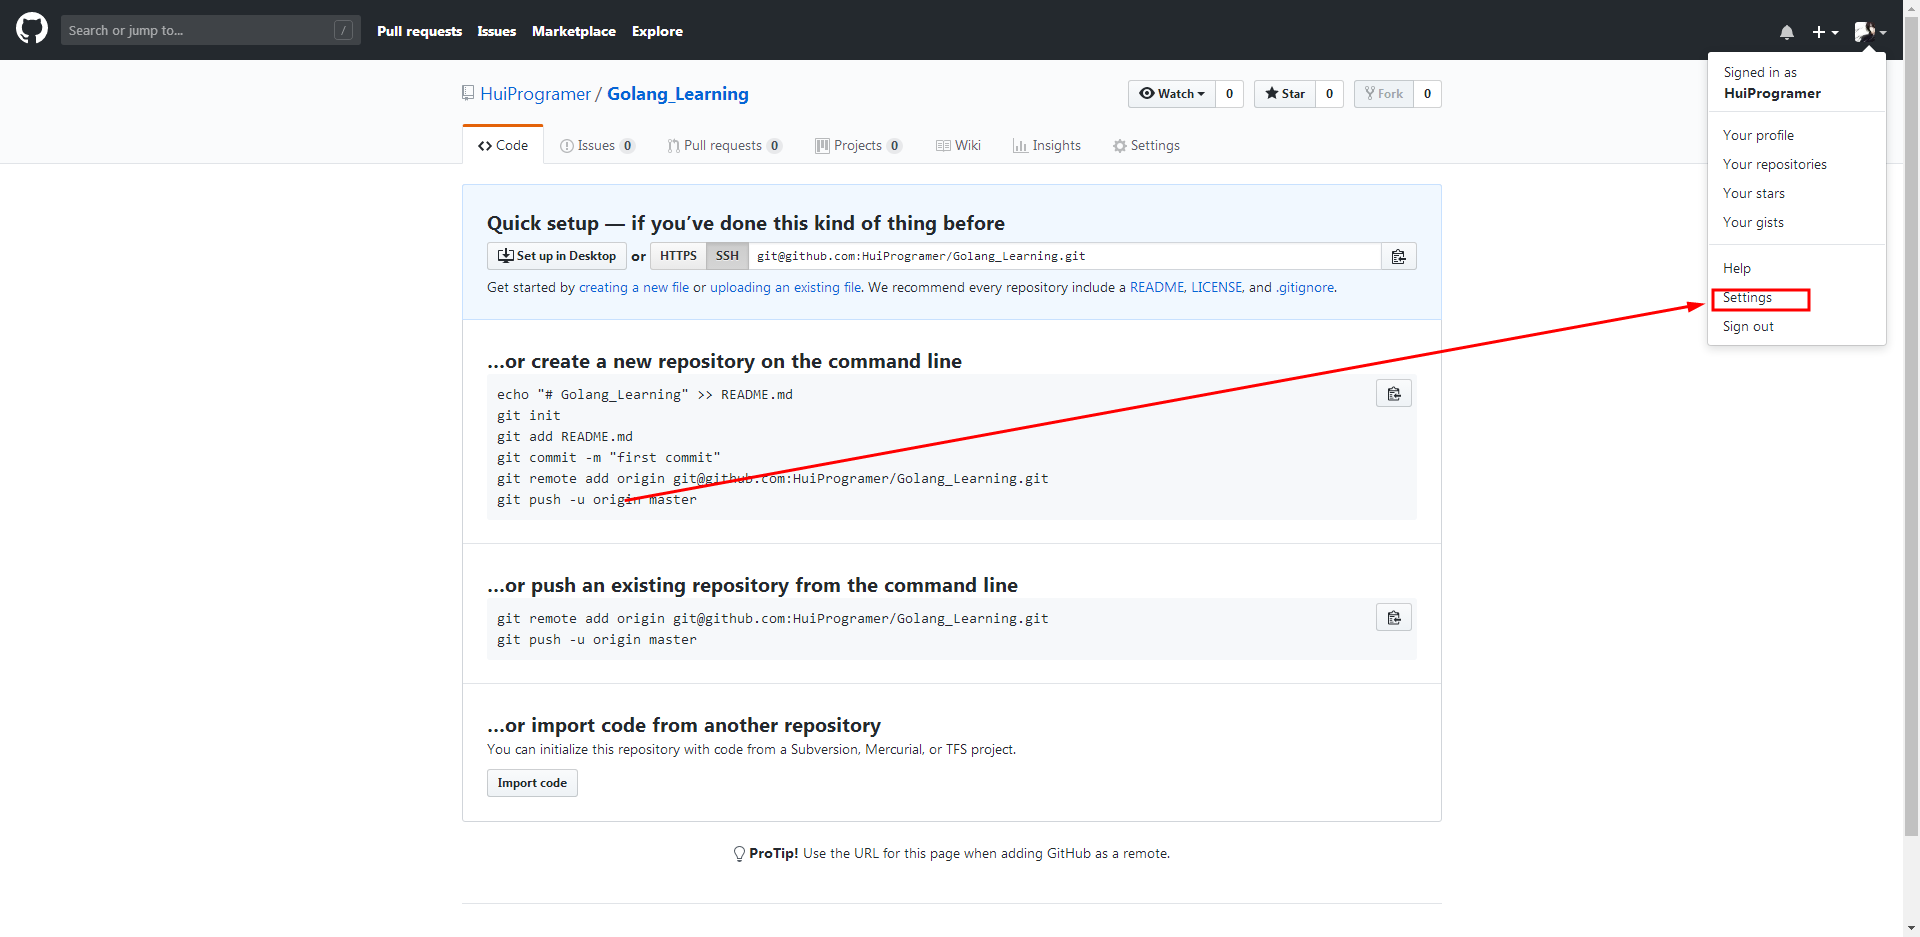 Search or jump to... /
Pull requests Issues Marketplace Explore
Signed in as
HuiProgramer
Your profile
Your repositories
Your stars
Your gists
Help
Settings
Sign out
HuiProgramer / Golang_Learning
Watch 0 Star 0 Fork 0
Code Issues 0 Pull requests 0 Projects 0 Wiki Insights Settings
Quick setup — if you’ve done this kind of thing before
Set up in Desktop or HTTPS SSH git@github.com:HuiProgramer/Golang_Learning.git
Get started by creating a new file or uploading an existing file. We recommend every repository include a README, LICENSE, and .gitignore.
…or create a new repository on the command line
echo "# Golang_Learning" >> README.md
git init
git add README.md
git commit -m "first commit"
git remote add origin git@github.com:HuiProgramer/Golang_Learning.git
git push -u origin master
…or push an existing repository from the command line
git remote add origin git@github.com:HuiProgramer/Golang_Learning.git
git push -u origin master
…or import code from another repository
You can initialize this repository with code from a Subversion, Mercurial, or TFS project.
Import code
ProTip! Use the URL for this page when adding GitHub as a remote.